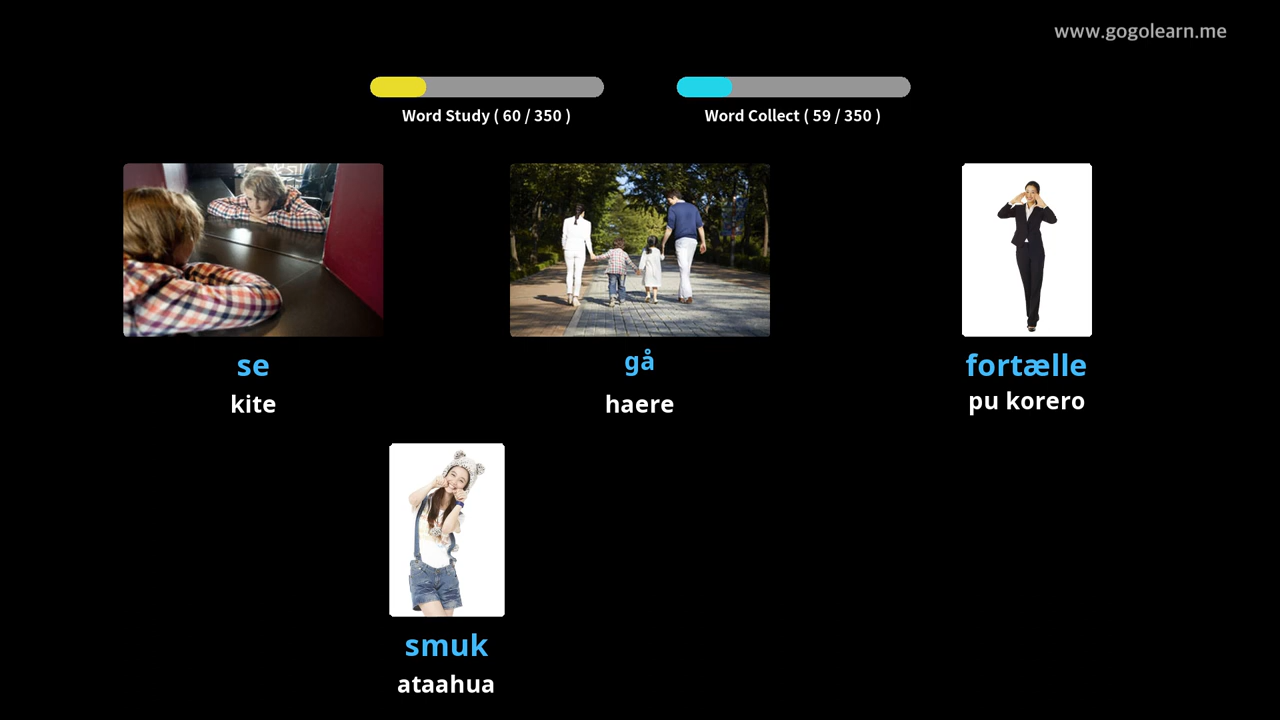 www.gogolearn.me
Word Study ( 60 / 350 )
Word Collect ( 59 / 350 )
se
kite
gå
haere
fortælle
pu korero
smuk
ataahua